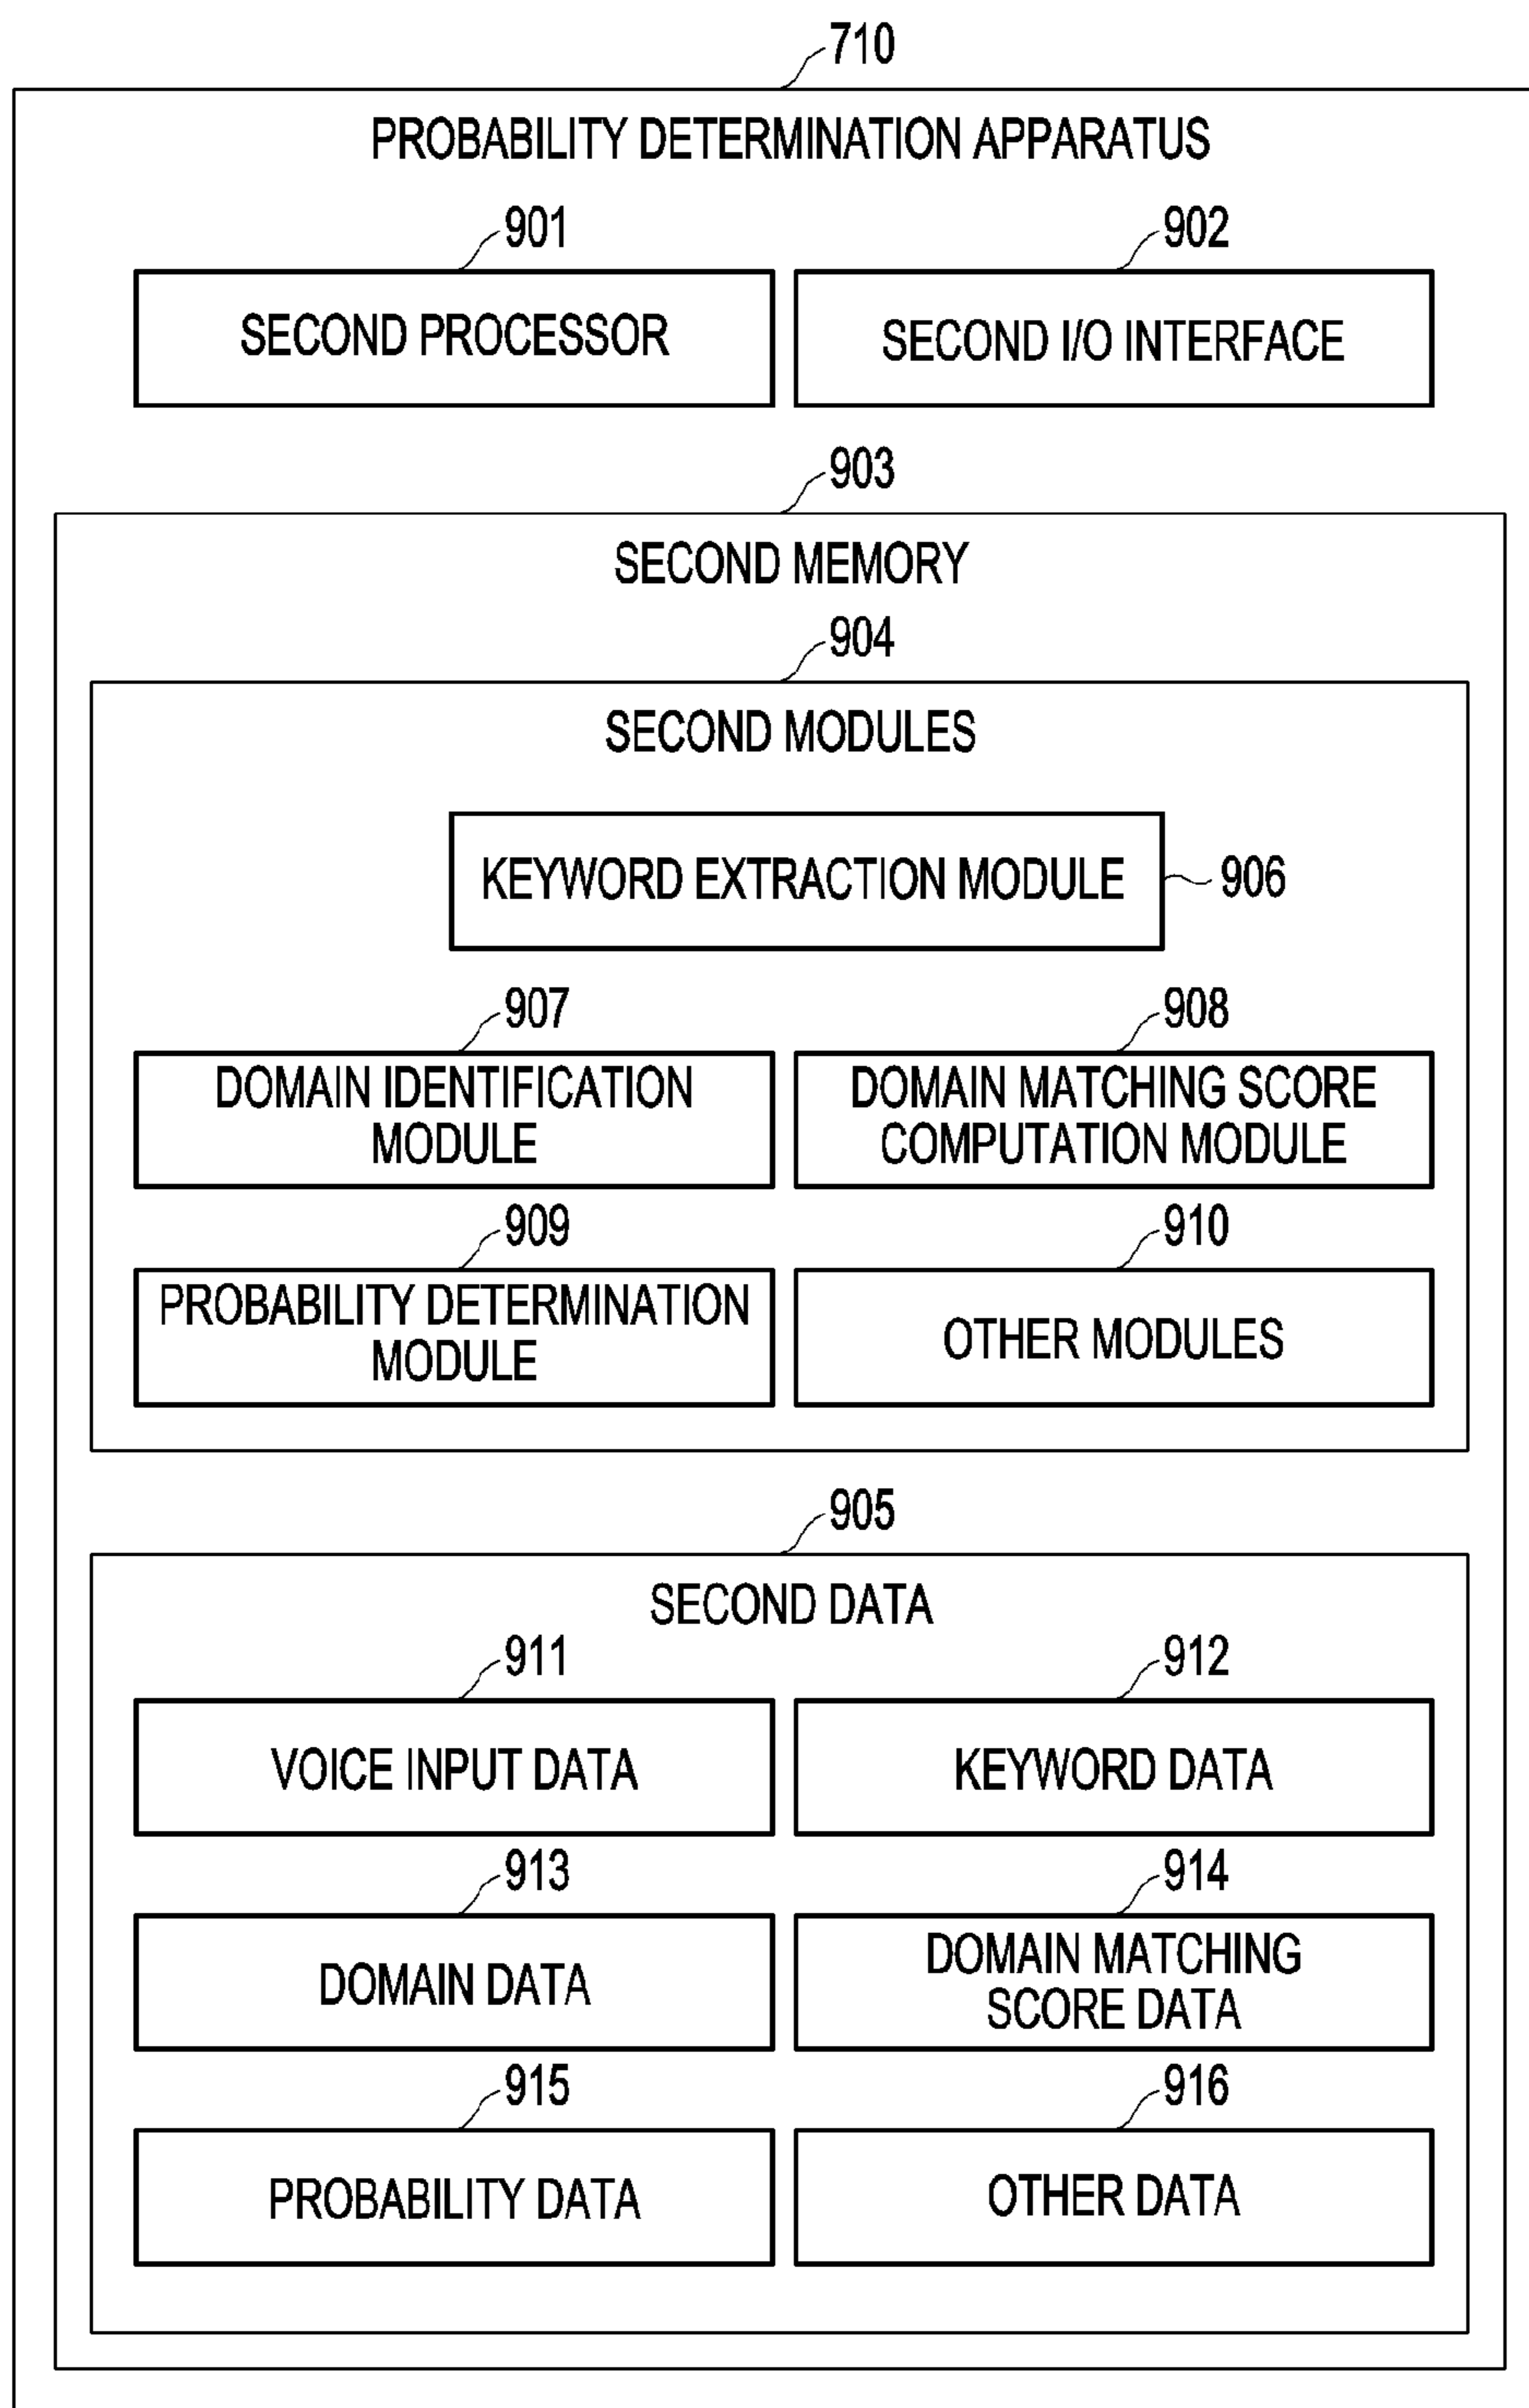 710
PROBABILITY DETERMINATION APPARATUS
901
902
SECOND PROCESSOR
SECOND I/O INTERFACE
903
SECOND MEMORY
904
SECOND MODULES
KEYWORD EXTRACTION MODULE
906
907
908
DOMAIN IDENTIFICATION
MODULE
DOMAIN MATCHING SCORE
COMPUTATION MODULE
909
910
PROBABILITY DETERMINATION
MODULE
OTHER MODULES
905
SECOND DATA
911
912
VOICE INPUT DATA
KEYWORD DATA
913
914
DOMAIN DATA
DOMAIN MATCHING
SCORE DATA
915
916
PROBABILITY DATA
OTHER DATA